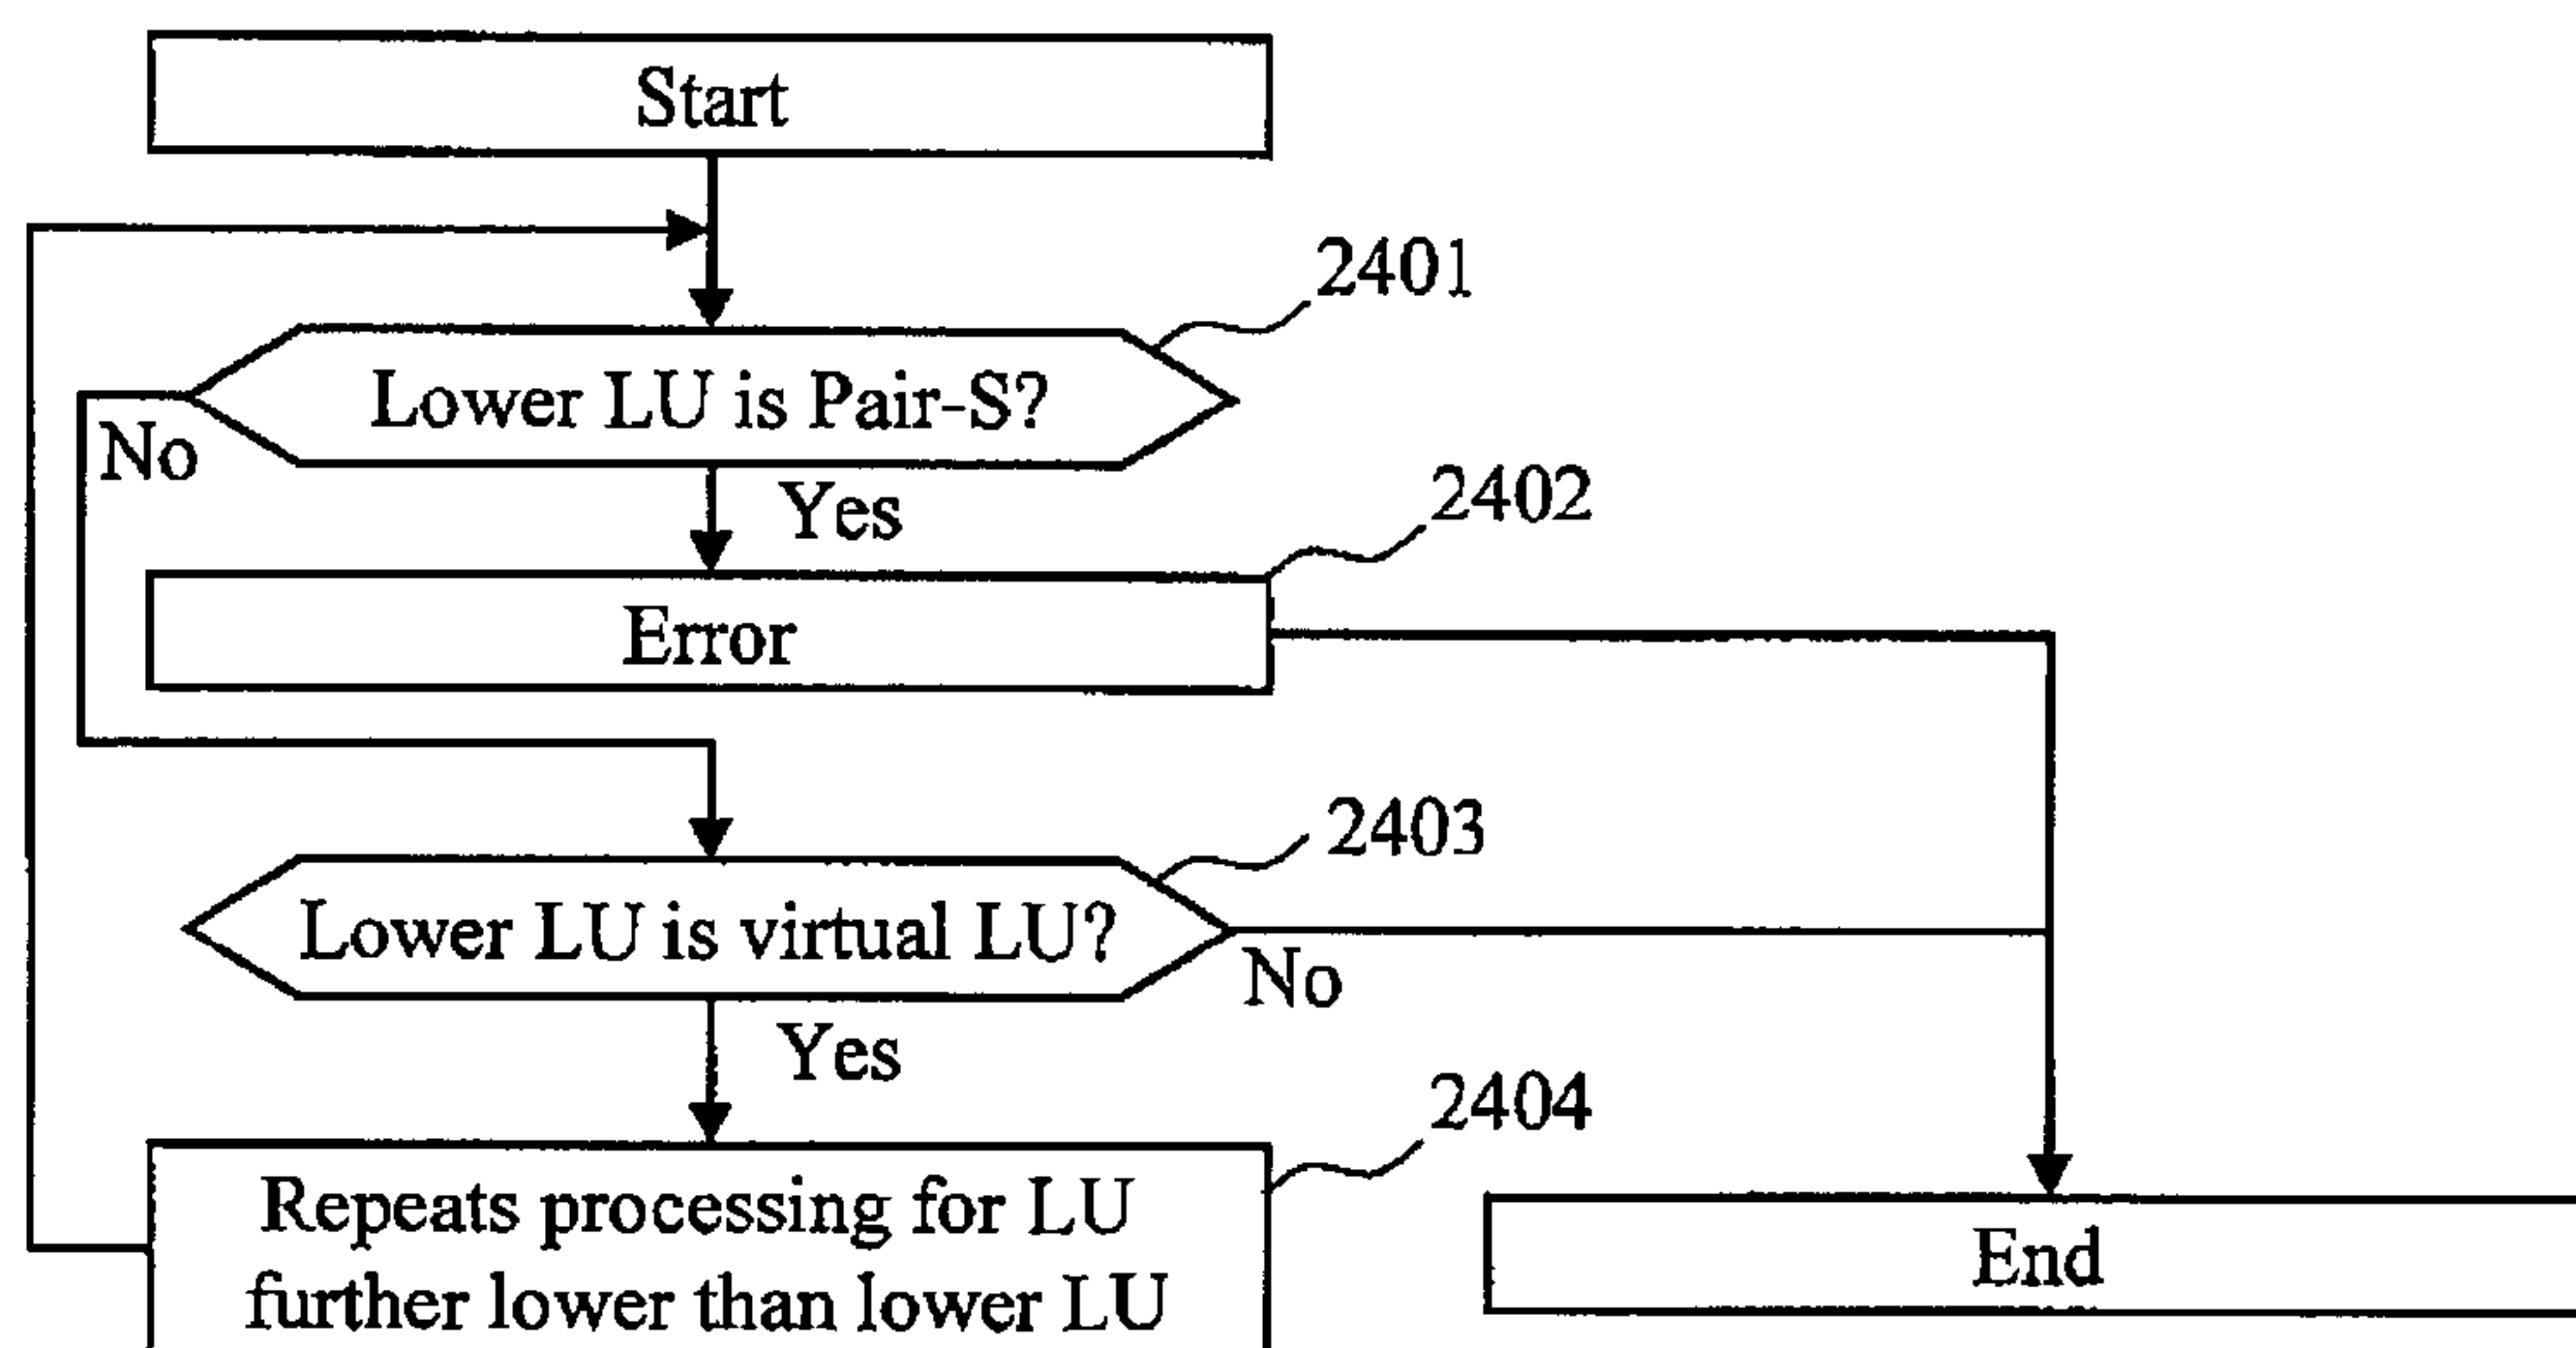 Start
2401
Lower LU is Pair-S?
No
Yes
2402
Error
2403
Lower LU is virtual LU?
No
Yes
2404
Repeats processing for LU
further lower than lower LU
End